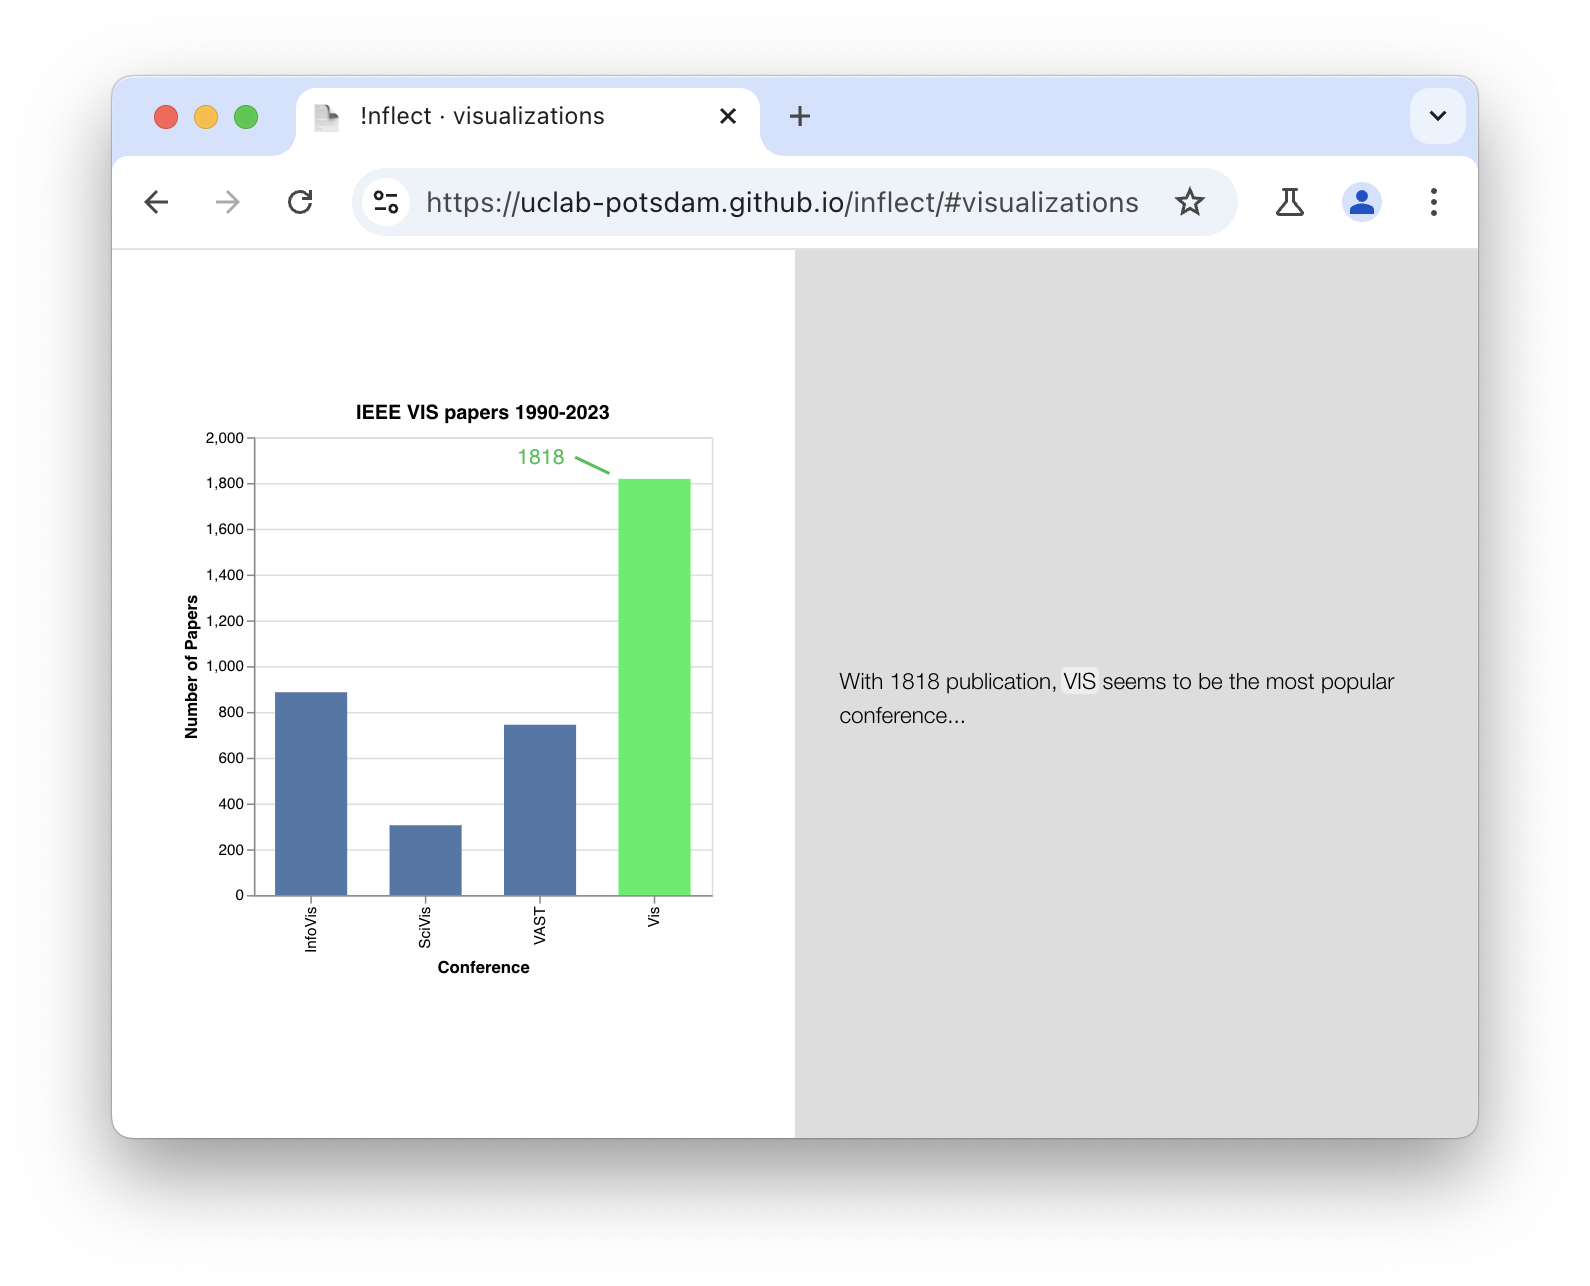 !nflect · visualizations
https://uclab-potsdam.github.io/inflect/#visualizations
IEEE VIS papers 1990-2023
2,000
1,800
1,600
1,400
1,200
1,000
800
600
400
200
0
Number of Papers
1818
InfoVis
SciVis
VAST
Vis
Conference
With 1818 publication, VIS seems to be the most popular
conference...